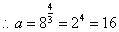 ∴ a = 8^{4/3} = 2^4 = 16